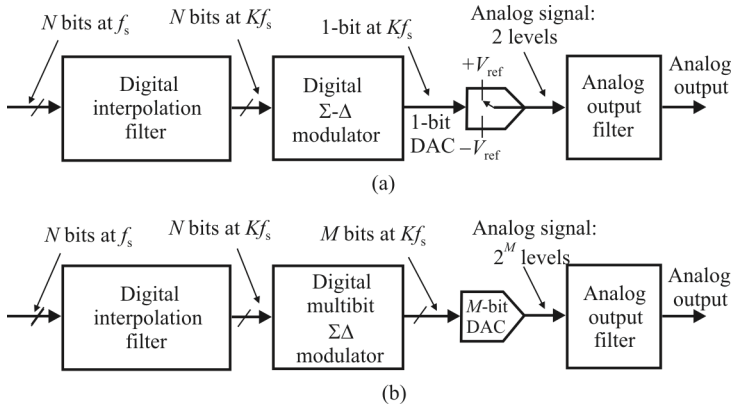 N bits at fs
N bits at Kfs
1-bit at Kfs
Analog signal:
2 levels
+Vref
Digital
interpolation
filter
Digital
Σ-Δ
modulator
1-bit
DAC
–Vref
Analog
output
filter
Analog
output
(a)
N bits at fs
N bits at Kfs
M bits at Kfs
Analog signal:
2^M levels
Digital
interpolation
filter
Digital
multibit
ΣΔ
modulator
M-bit
DAC
Analog
output
filter
Analog
output
(b)